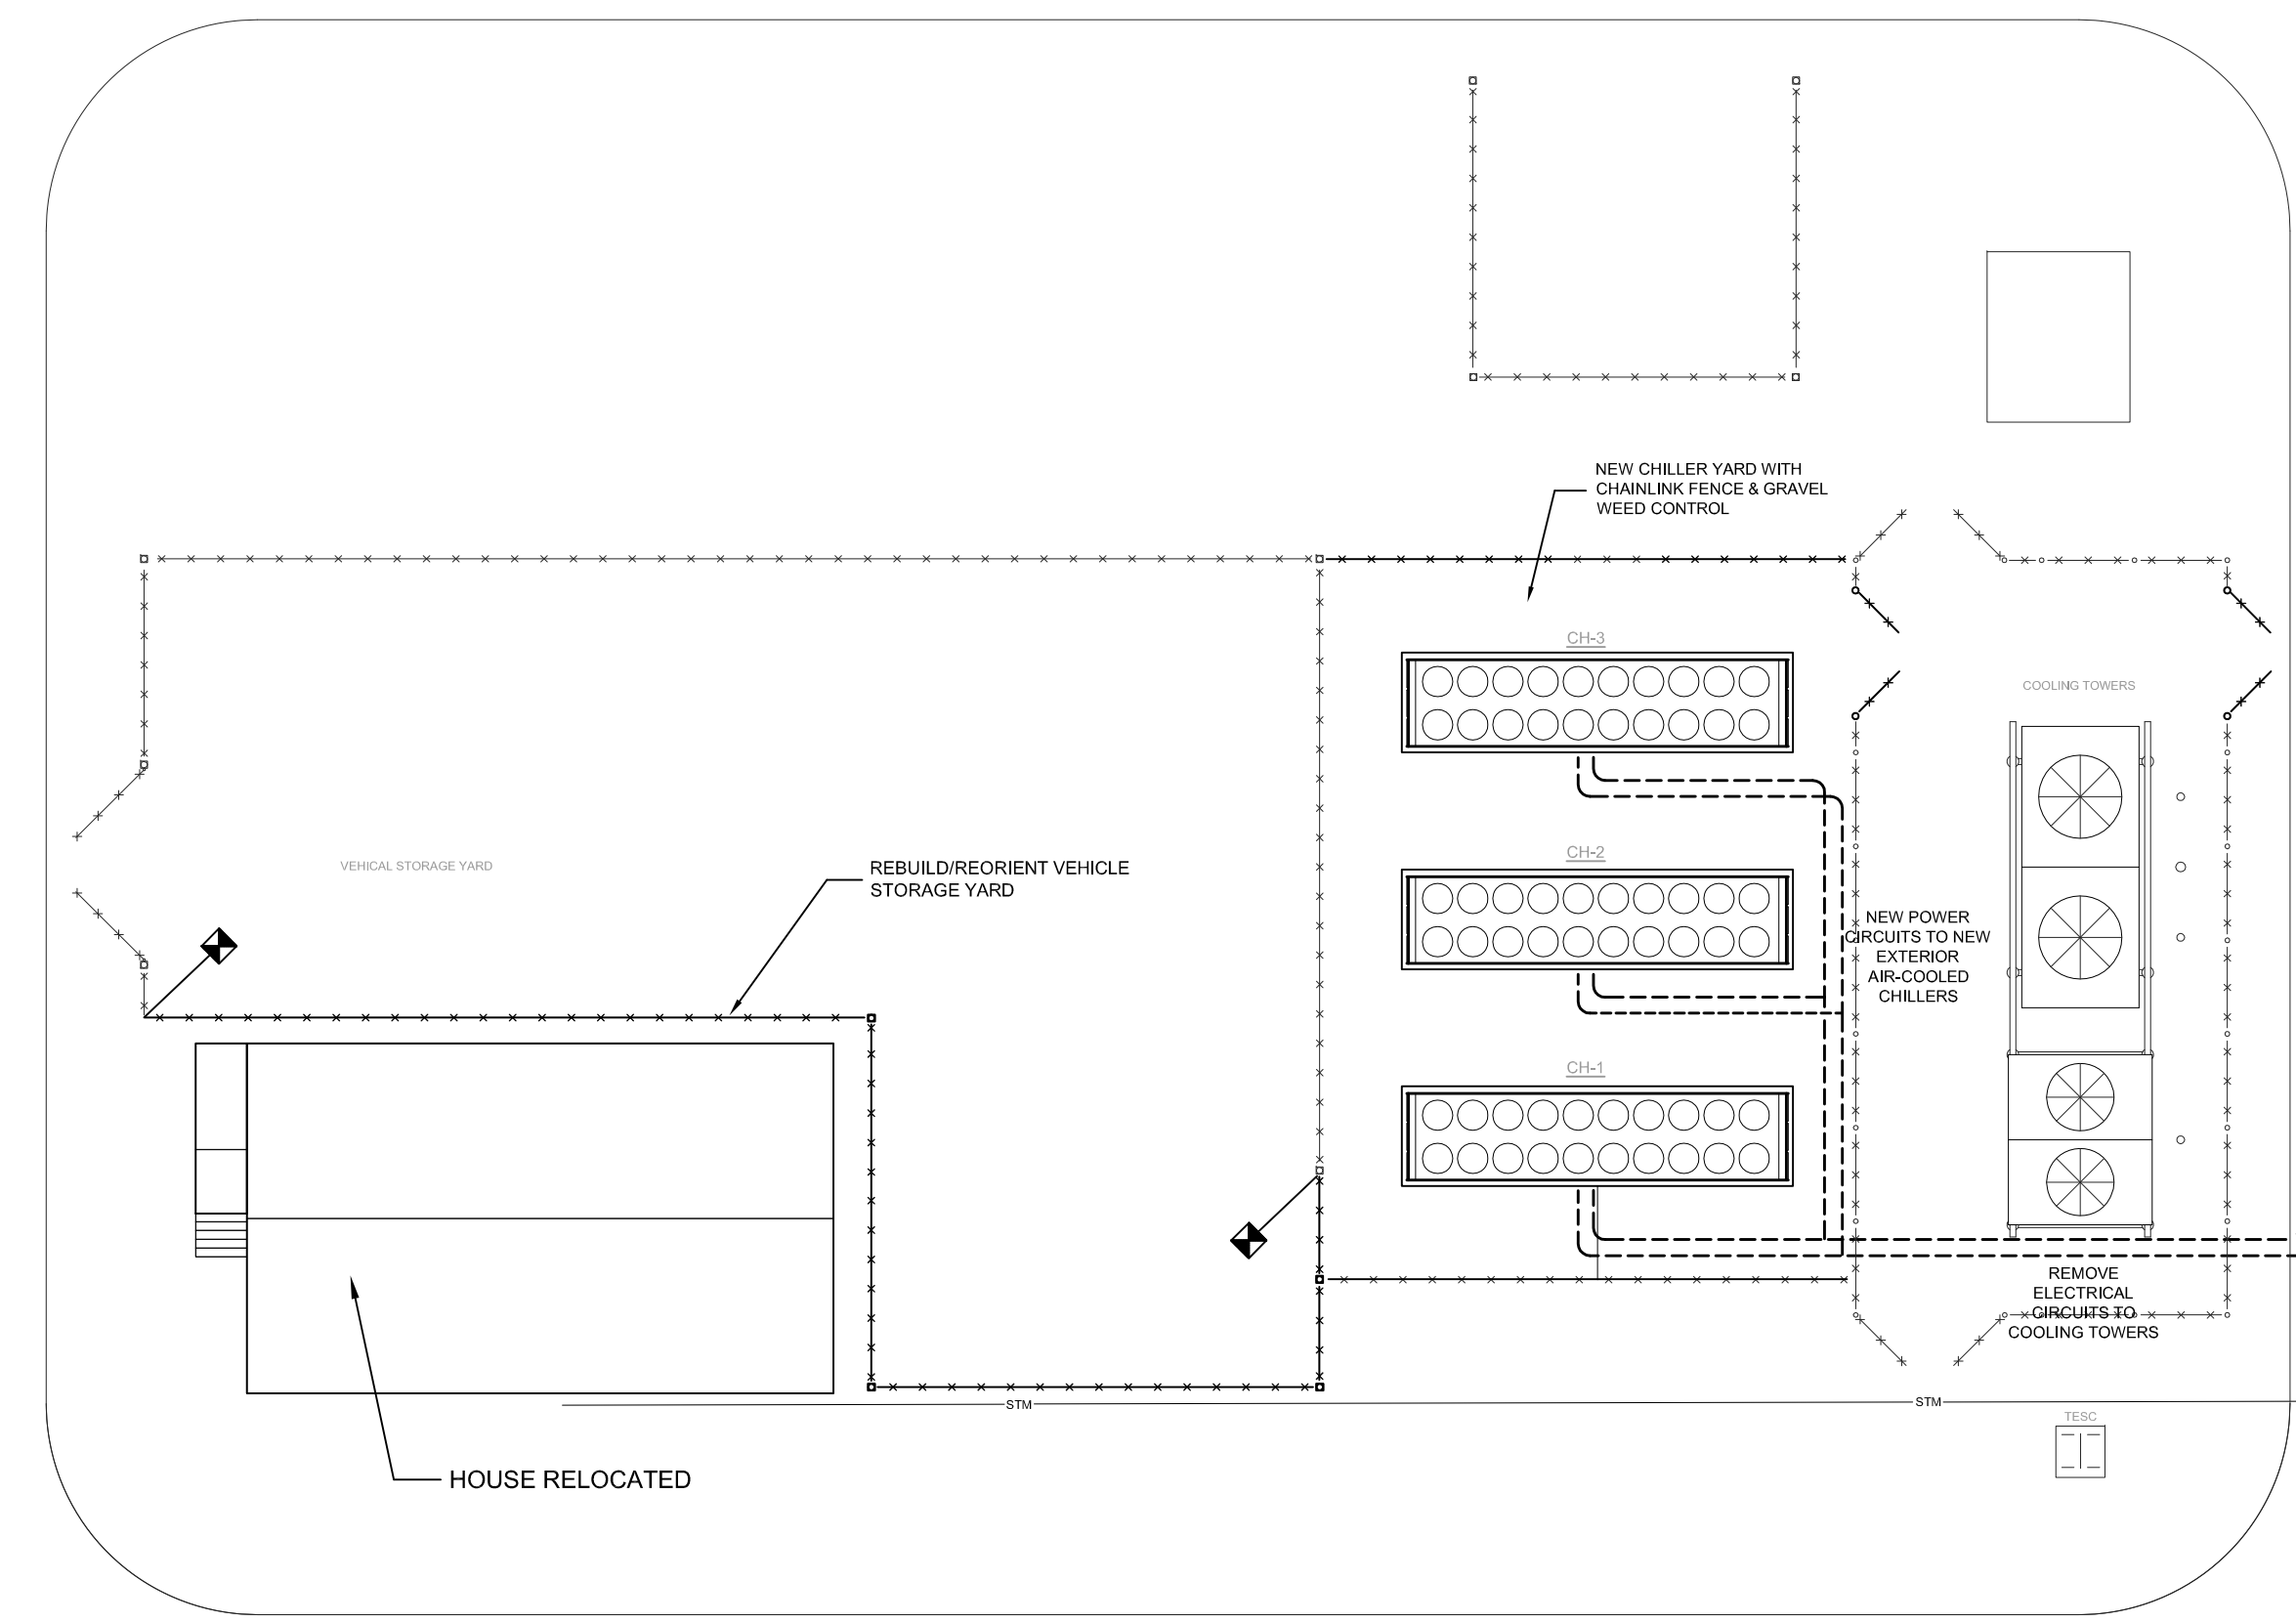 NEW CHILLER YARD WITH
CHAINLINK FENCE & GRAVEL
WEED CONTROL
CH-3
COOLING TOWERS
CH-2
VEHICAL STORAGE YARD
REBUILD/REORIENT VEHICLE
STORAGE YARD
NEW POWER
CIRCUITS TO NEW
EXTERIOR
AIR-COOLED
CHILLERS
CH-1
REMOVE
ELECTRICAL
CIRCUITS TO
COOLING TOWERS
STM
STM
TESC
HOUSE RELOCATED